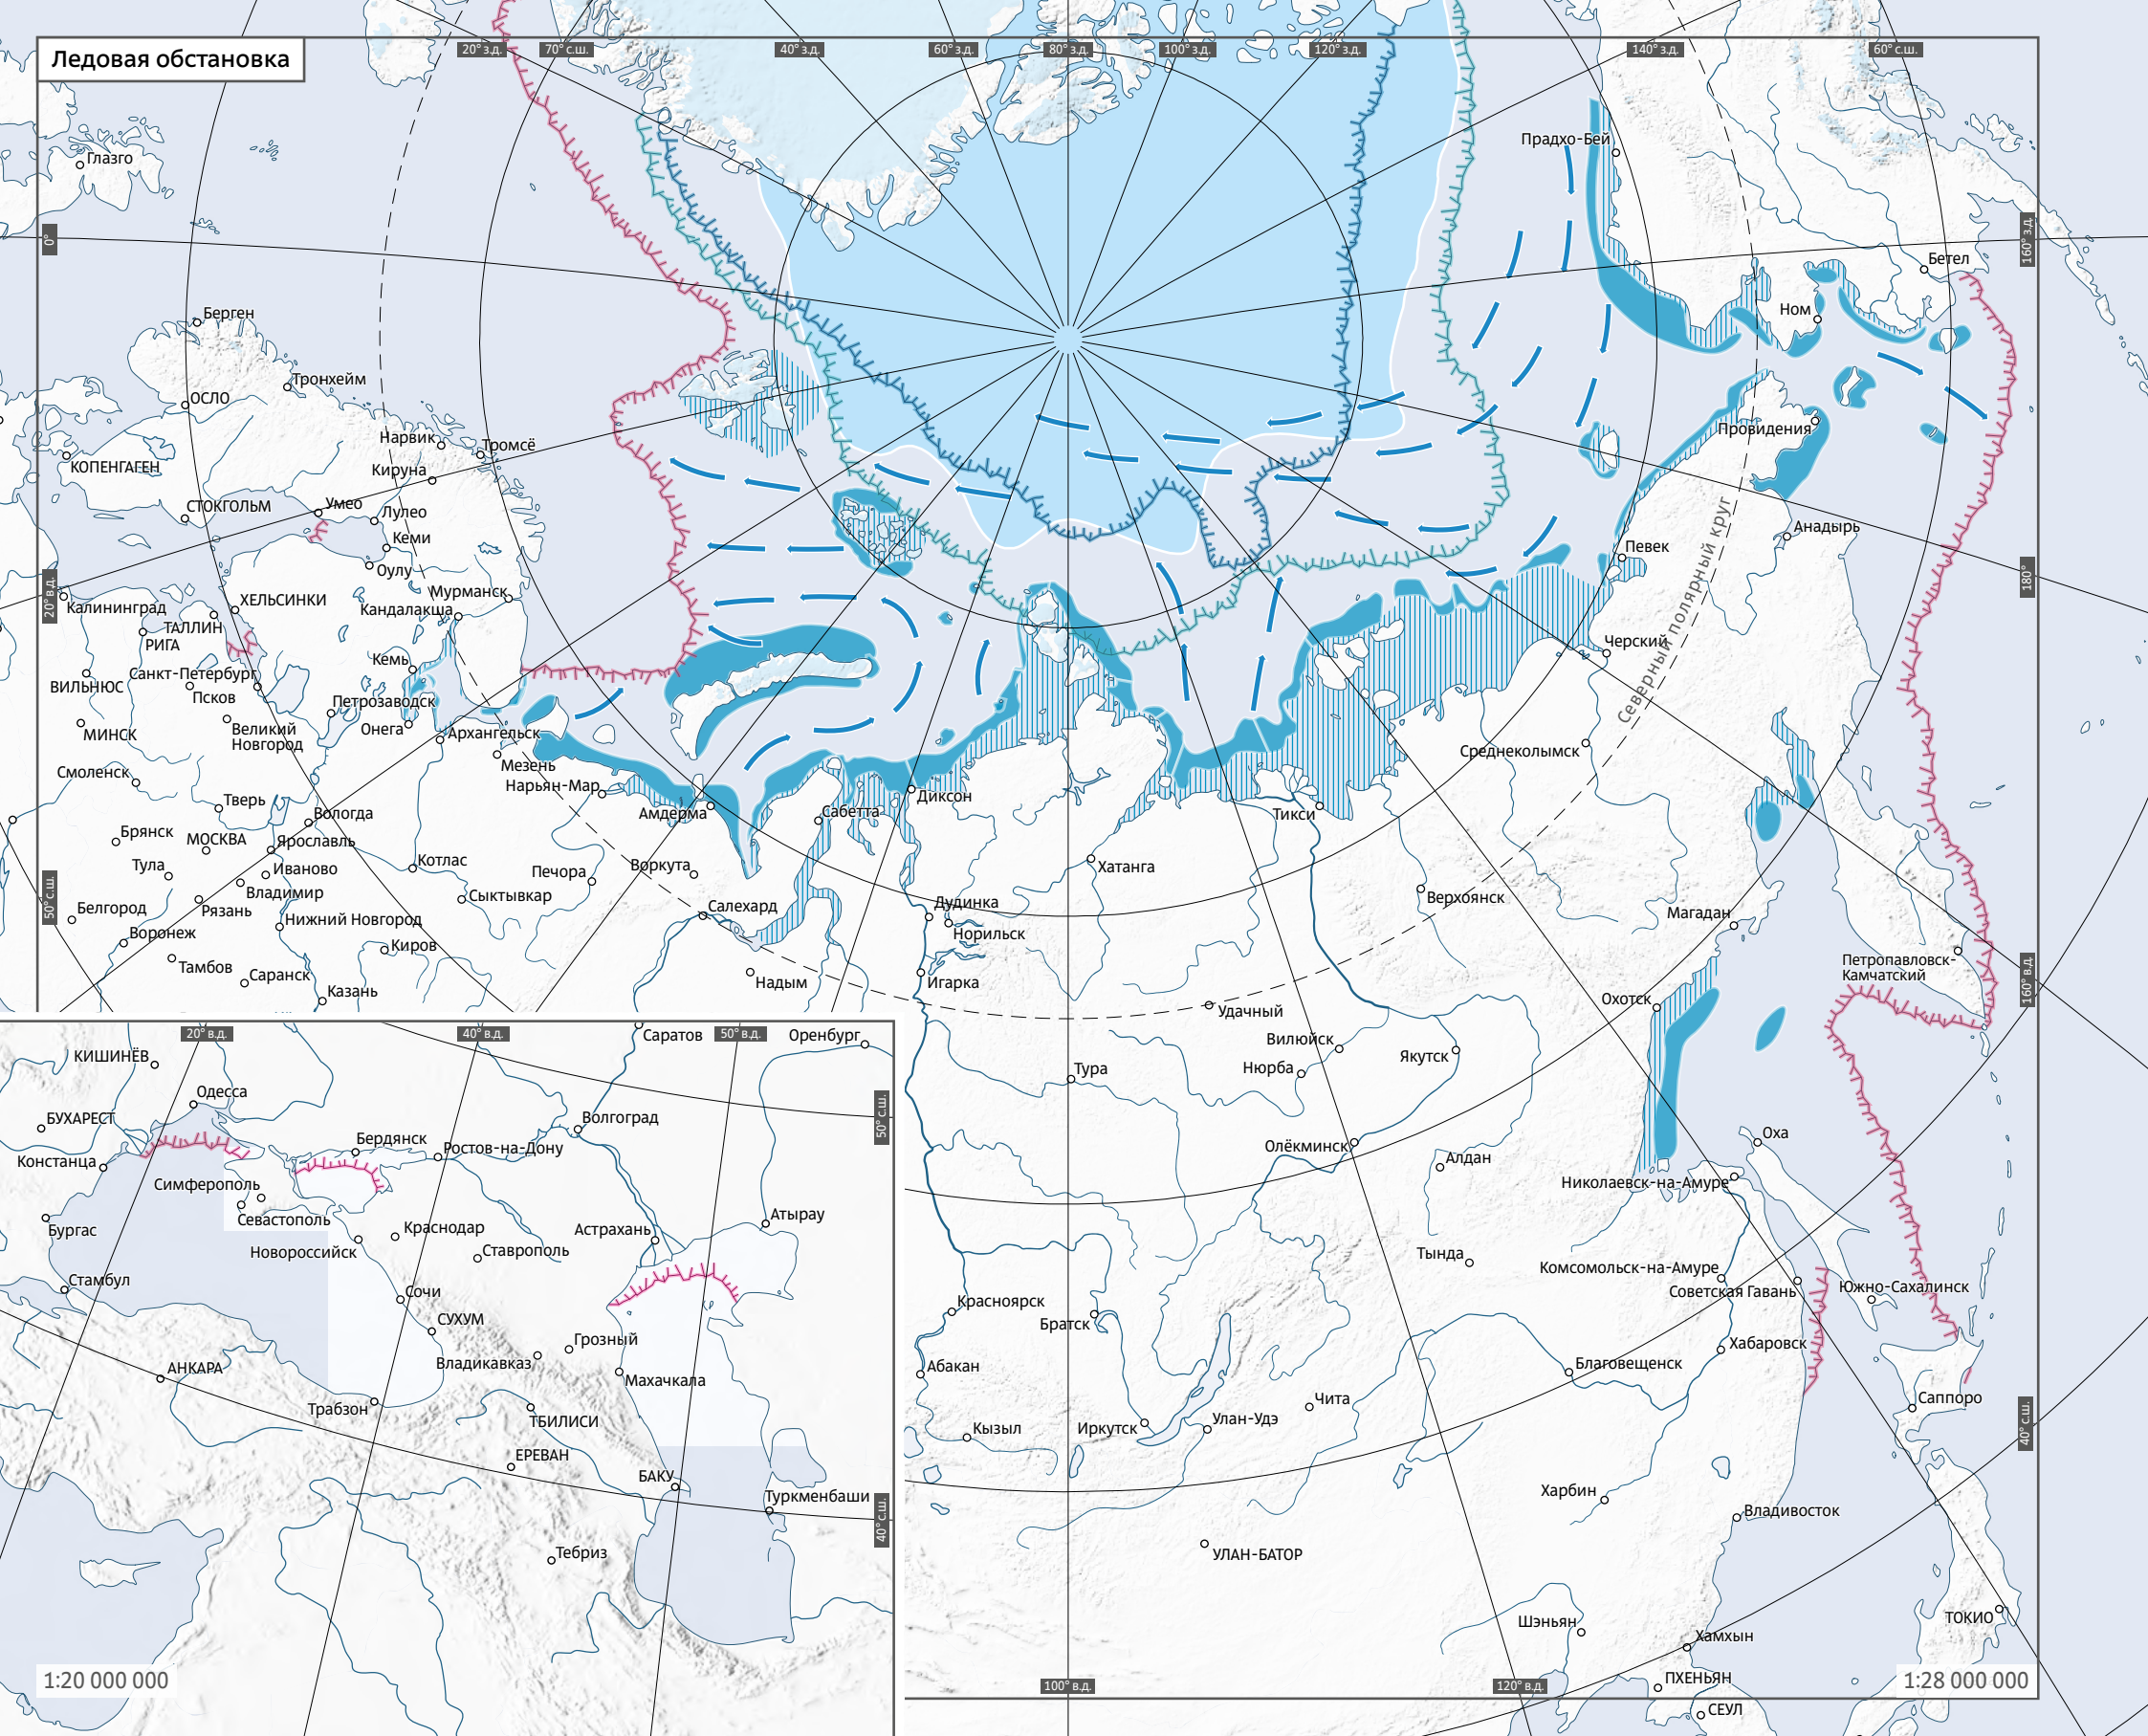 Ледовая обстановка
20° з.д.
70° с.ш.
40° з.д.
60° з.д.
80° з.д.
100° з.д.
120° з.д.
140° з.д.
60° с.ш.
Глазго
Прадхо-Бей
0°
160° з.д.
Бетел
Берген
Ном
Тронхейм
ОСЛО
Нарвик
Тромсё
Провидения
КОПЕНГАГЕН
Кируна
СТОКГОЛЬМ
Умео
Лулео
Анадырь
Кеми
Певек
Оулу
20° в.д.
180°
Калининград
ХЕЛЬСИНКИ
Мурманск
Кандалакша
ТАЛЛИН
РИГА
Черский
Северный полярный круг
Кемь
Санкт-Петербург
ВИЛЬНЮС
Псков
Петрозаводск
МИНСК
Великий
Новгород
Онега
Архангельск
Среднеколымск
Мезень
Смоленск
Нарьян-Мар
Диксон
Тверь
Вологда
Амдерма
Сабетта
Тикси
Брянск
МОСКВА
Ярославль
Тула
Иваново
Котлас
Печора
Воркута
Хатанга
50° с.ш.
Владимир
Сыктывкар
Верхоянск
Белгород
Рязань
Нижний Новгород
Салехард
Дудинка
Магадан
Воронеж
Киров
Норильск
Тамбов
Саранск
Надым
Игарка
Петропавловск-
Камчатский
160° в.д.
Казань
Охотск
Удачный
20° в.д.
40° в.д.
Саратов
50° в.д.
Оренбург
КИШИНЁВ
Вилюйск
Якутск
Нюрба
Тура
Одесса
БУХАРЕСТ
Волгоград
50° с.ш.
Бердянск
Ростов-на-Дону
Оха
Констанца
Олёкминск
Алдан
Симферополь
Николаевск-на-Амуре
Севастополь
Краснодар
Астрахань
Атырау
Бургас
Новороссийск
Ставрополь
Тында
Комсомольск-на-Амуре
Стамбул
Сочи
Советская Гавань
Южно-Сахалинск
Красноярск
СУХУМ
Братск
Грозный
Хабаровск
Владикавказ
АНКАРА
Абакан
Благовещенск
Махачкала
Трабзон
Чита
Саппоро
ТБИЛИСИ
Кызыл
Иркутск
Улан-Удэ
40° с.ш.
ЕРЕВАН
БАКУ
Харбин
Туркменбаши
Владивосток
40° с.ш.
Тебриз
УЛАН-БАТОР
ТОКИО
Шэньян
Хамхын
1:20 000 000
100° в.д.
120° в.д.
ПХЕНЬЯН
1:28 000 000
СЕУЛ